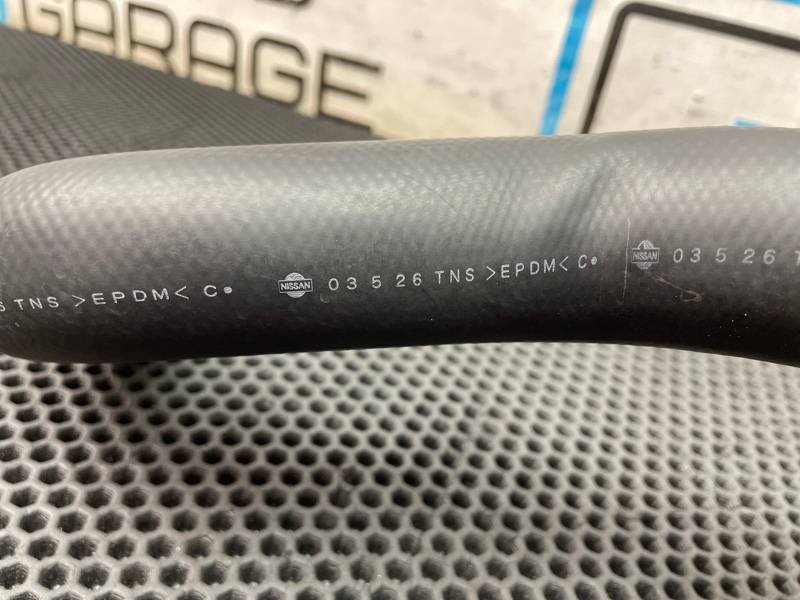 GARAGE
TNS >EPDM< C
NISSAN 03 5 26 TNS >EPDM< C
NISSAN 03 5 26